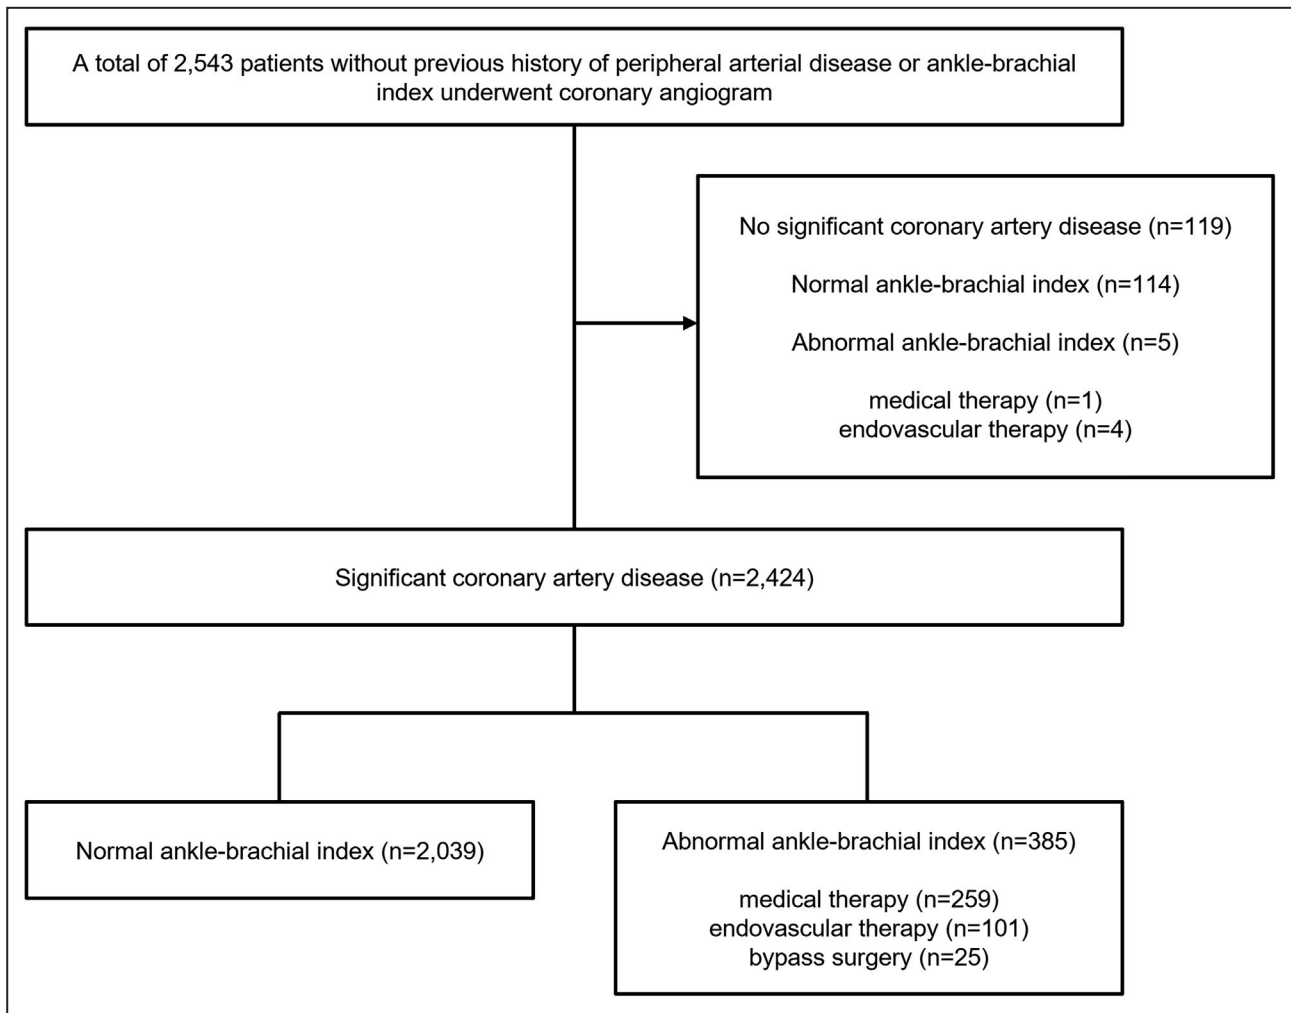 A total of 2,543 patients without previous history of peripheral arterial disease or ankle-brachial
index underwent coronary angiogram
No significant coronary artery disease (n=119)
Normal ankle-brachial index (n=114)
Abnormal ankle-brachial index (n=5)
medical therapy (n=1)
endovascular therapy (n=4)
Significant coronary artery disease (n=2,424)
Normal ankle-brachial index (n=2,039)
Abnormal ankle-brachial index (n=385)
medical therapy (n=259)
endovascular therapy (n=101)
bypass surgery (n=25)